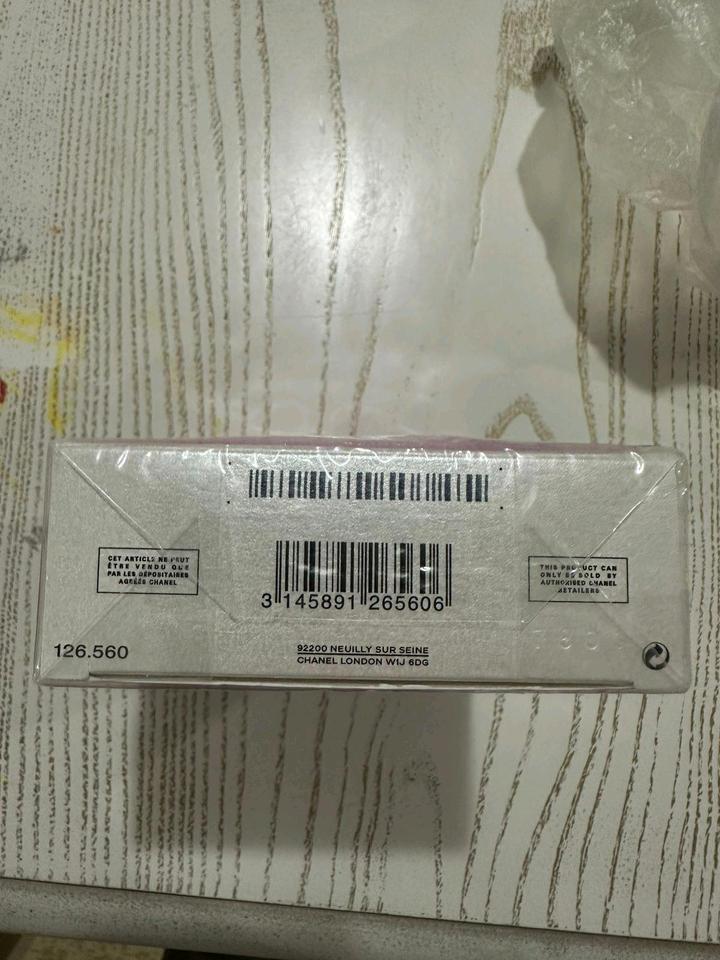 CET ARTICLE NE PEUT
ÊTRE VENDU QUE
PAR LES DÉPOSITAIRES
AGRÉÉS CHANEL
3 145891 265606
THIS PRODUCT CAN
ONLY BE SOLD BY
AUTHORISED CHANEL
RETAILERS
126.560
92200 NEUILLY SUR SEINE
CHANEL LONDON W1J 6DG